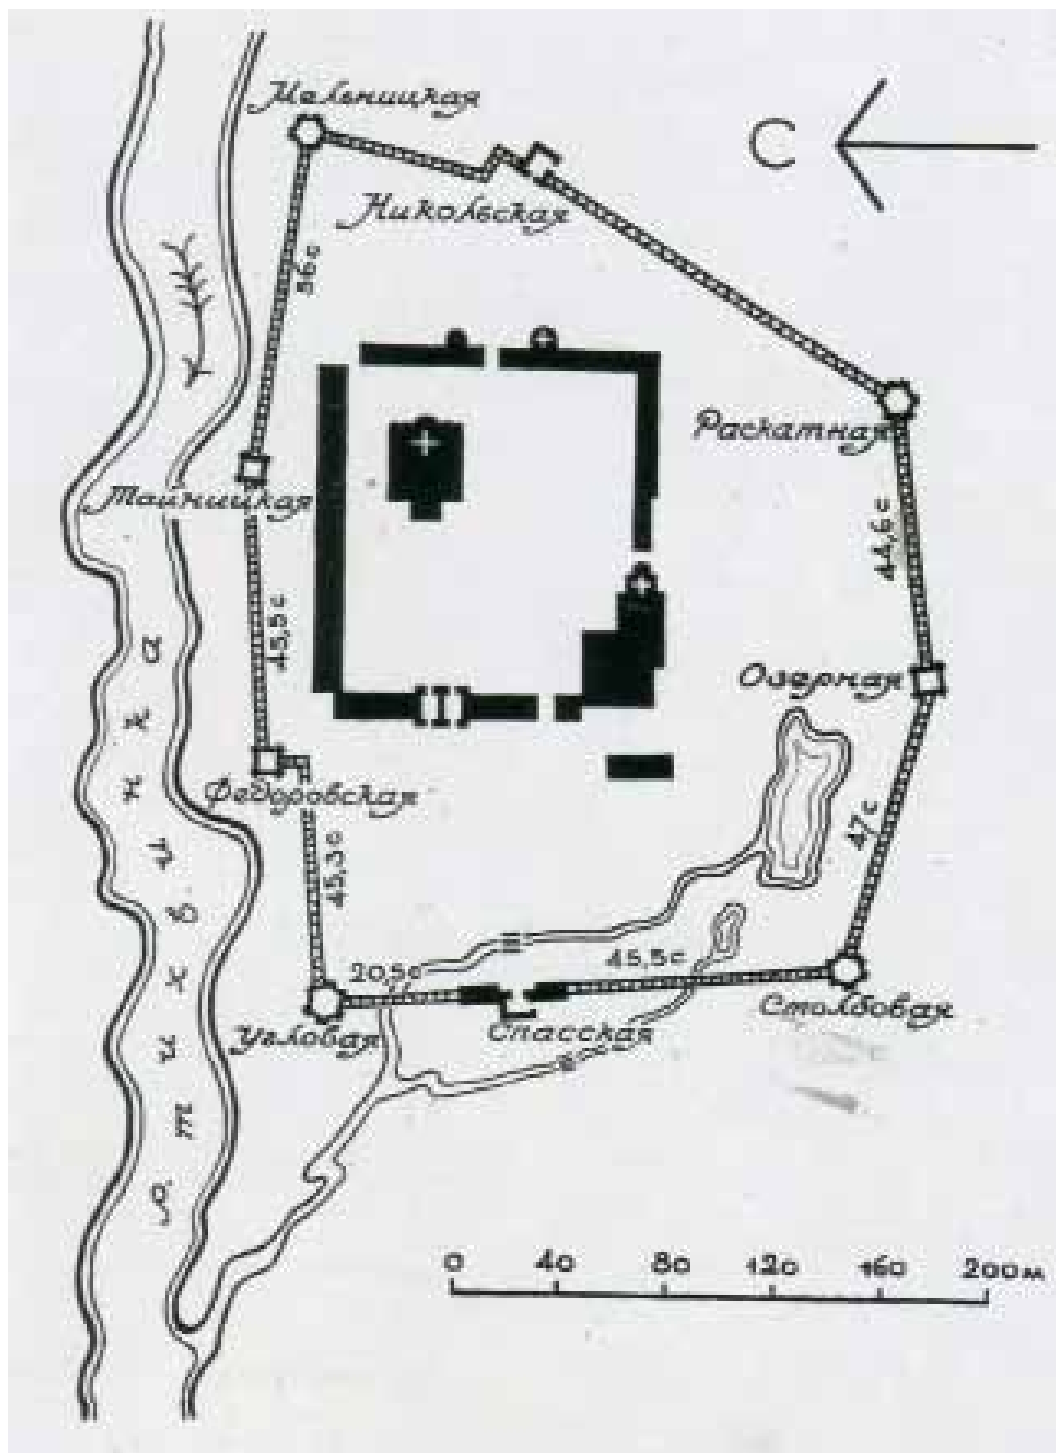 Мельницкая
С
Никольская
56с
Раскатная
Тайницкая
44,6с
45,5с
Озерная
Федоровская
47с
45,3с
20,5с
45,5с
Угловая
Спасская
Столбовая
р. Тихвинка
0 40 80 120 160 200м